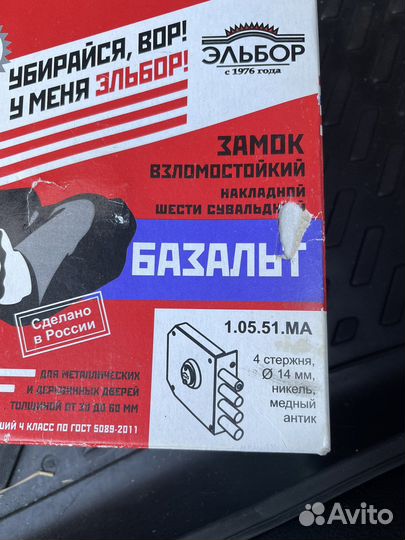 УБИРАЙСЯ, ВОР!
У МЕНЯ ЭЛЬБОР!
ЭЛЬБОР
с 1976 года
ЗАМОК
ВЗЛОМОСТОЙКИЙ
НАКЛАДНОЙ
ШЕСТИ СУВАЛЬДН
БАЗАЛЬТ
Сделано
в России
1.05.51.МА
4 стержня,
Ø 14 мм,
никель,
медный
антик
ДЛЯ МЕТАЛЛИЧЕСКИХ
И ДЕРЕВЯННЫХ ДВЕРЕЙ
ТОЛЩИНОЙ ОТ 30 ДО 60 ММ
4 КЛАСС ПО ГОСТ 5089-2011
Avito